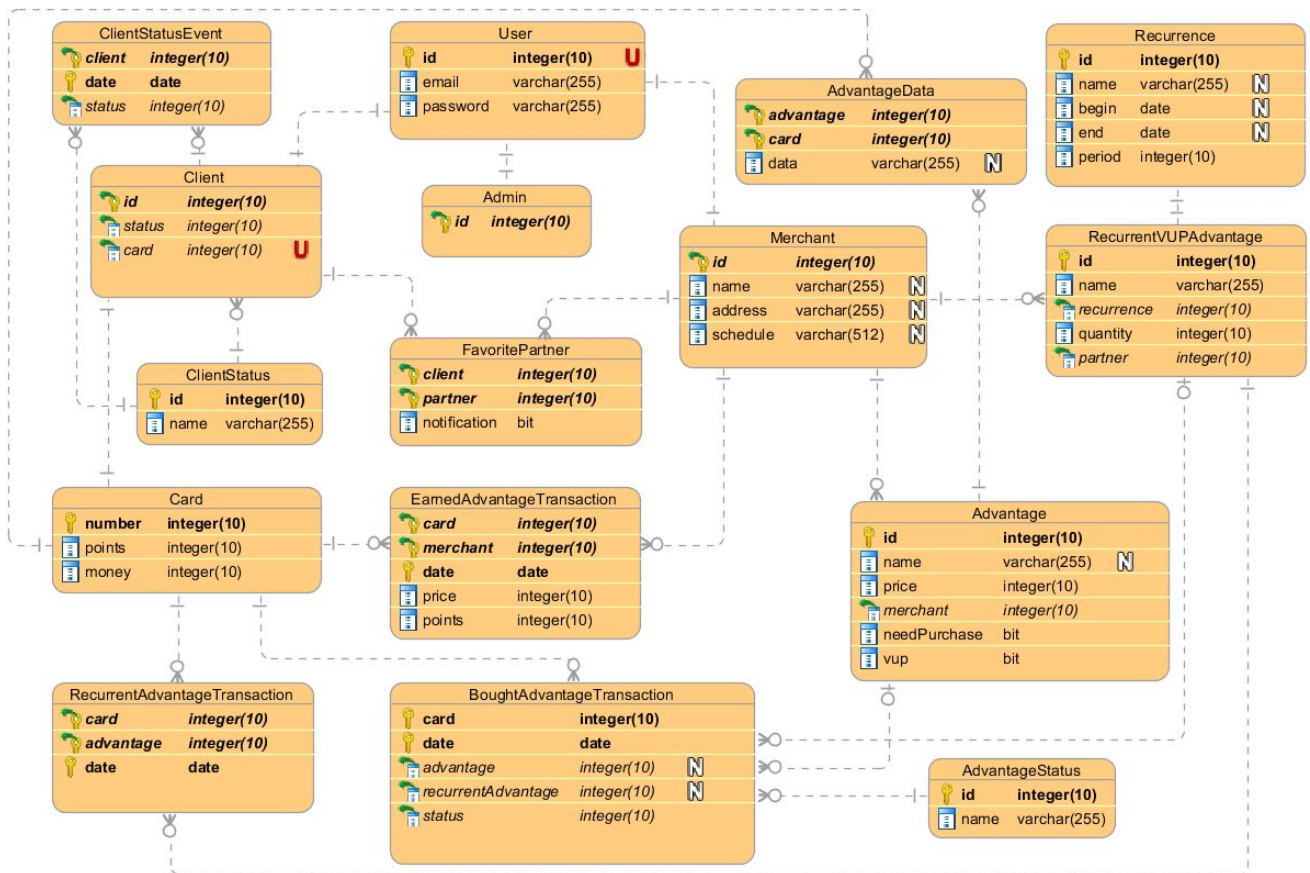 ClientStatusEvent
client integer(10)
date date
status integer(10)
User
id integer(10) U
email varchar(255)
password varchar(255)
Recurrence
id integer(10)
name varchar(255) N
begin date N
end date N
period integer(10)
AdvantageData
advantage integer(10)
card integer(10)
data varchar(255) N
Client
id integer(10)
status integer(10)
card integer(10) U
Admin
id integer(10)
Merchant
id integer(10)
name varchar(255) N
address varchar(255) N
schedule varchar(512) N
RecurrentVUPAdvantage
id integer(10)
name varchar(255)
recurrence integer(10)
quantity integer(10)
partner integer(10)
FavoritePartner
client integer(10)
partner integer(10)
notification bit
ClientStatus
id integer(10)
name varchar(255)
Card
number integer(10)
points integer(10)
money integer(10)
EarnedAdvantageTransaction
card integer(10)
merchant integer(10)
date date
price integer(10)
points integer(10)
Advantage
id integer(10)
name varchar(255) N
price integer(10)
merchant integer(10)
needPurchase bit
vup bit
RecurrentAdvantageTransaction
card integer(10)
advantage integer(10)
date date
BoughtAdvantageTransaction
card integer(10)
date date
advantage integer(10) N
recurrentAdvantage integer(10) N
status integer(10)
AdvantageStatus
id integer(10)
name varchar(255)